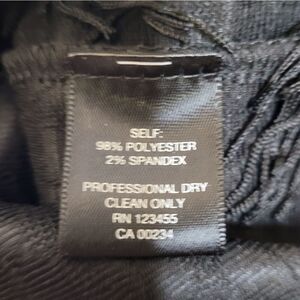 SELF:
98% POLYESTER
2% SPANDEX
PROFESSIONAL DRY
CLEAN ONLY
RN 123455
CA 00234